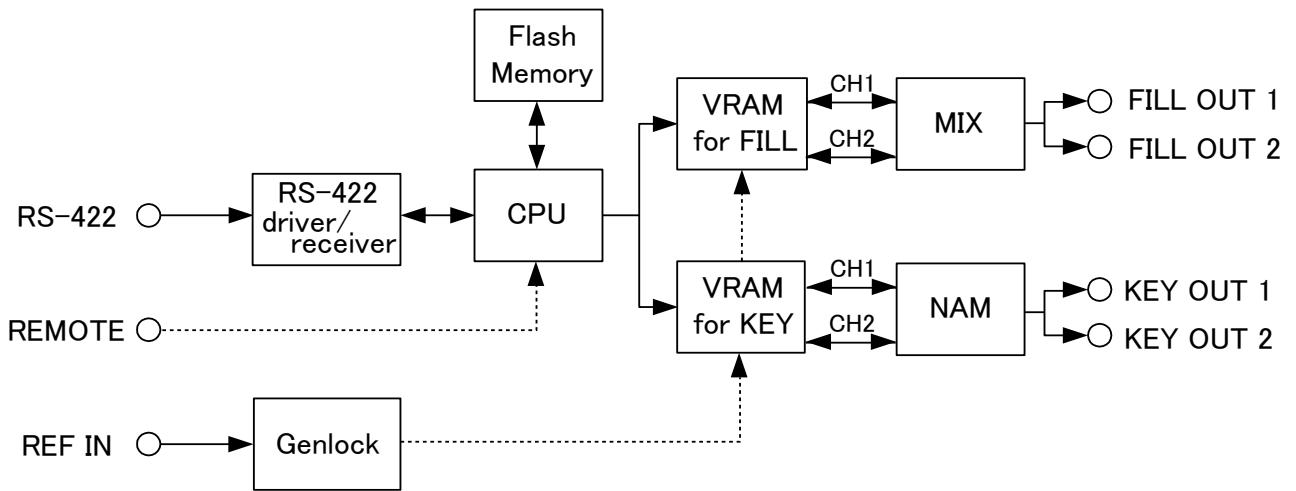 Flash
Memory
VRAM
for FILL
CH1
CH2
MIX
FILL OUT 1
FILL OUT 2
RS-422
RS-422
driver/
receiver
CPU
REMOTE
VRAM
for KEY
CH1
CH2
NAM
KEY OUT 1
KEY OUT 2
REF IN
Genlock